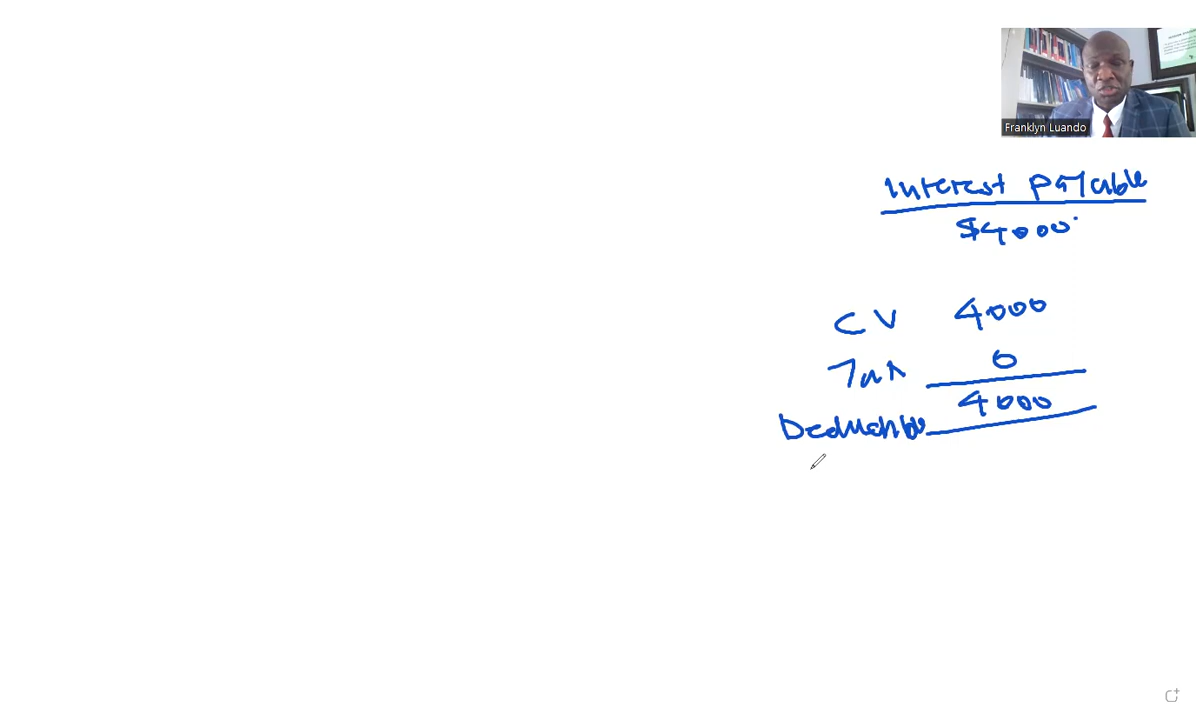 Franklyn Luando
Interest Payable
$4000
CV 4000
Tax 0
4000
Deductible